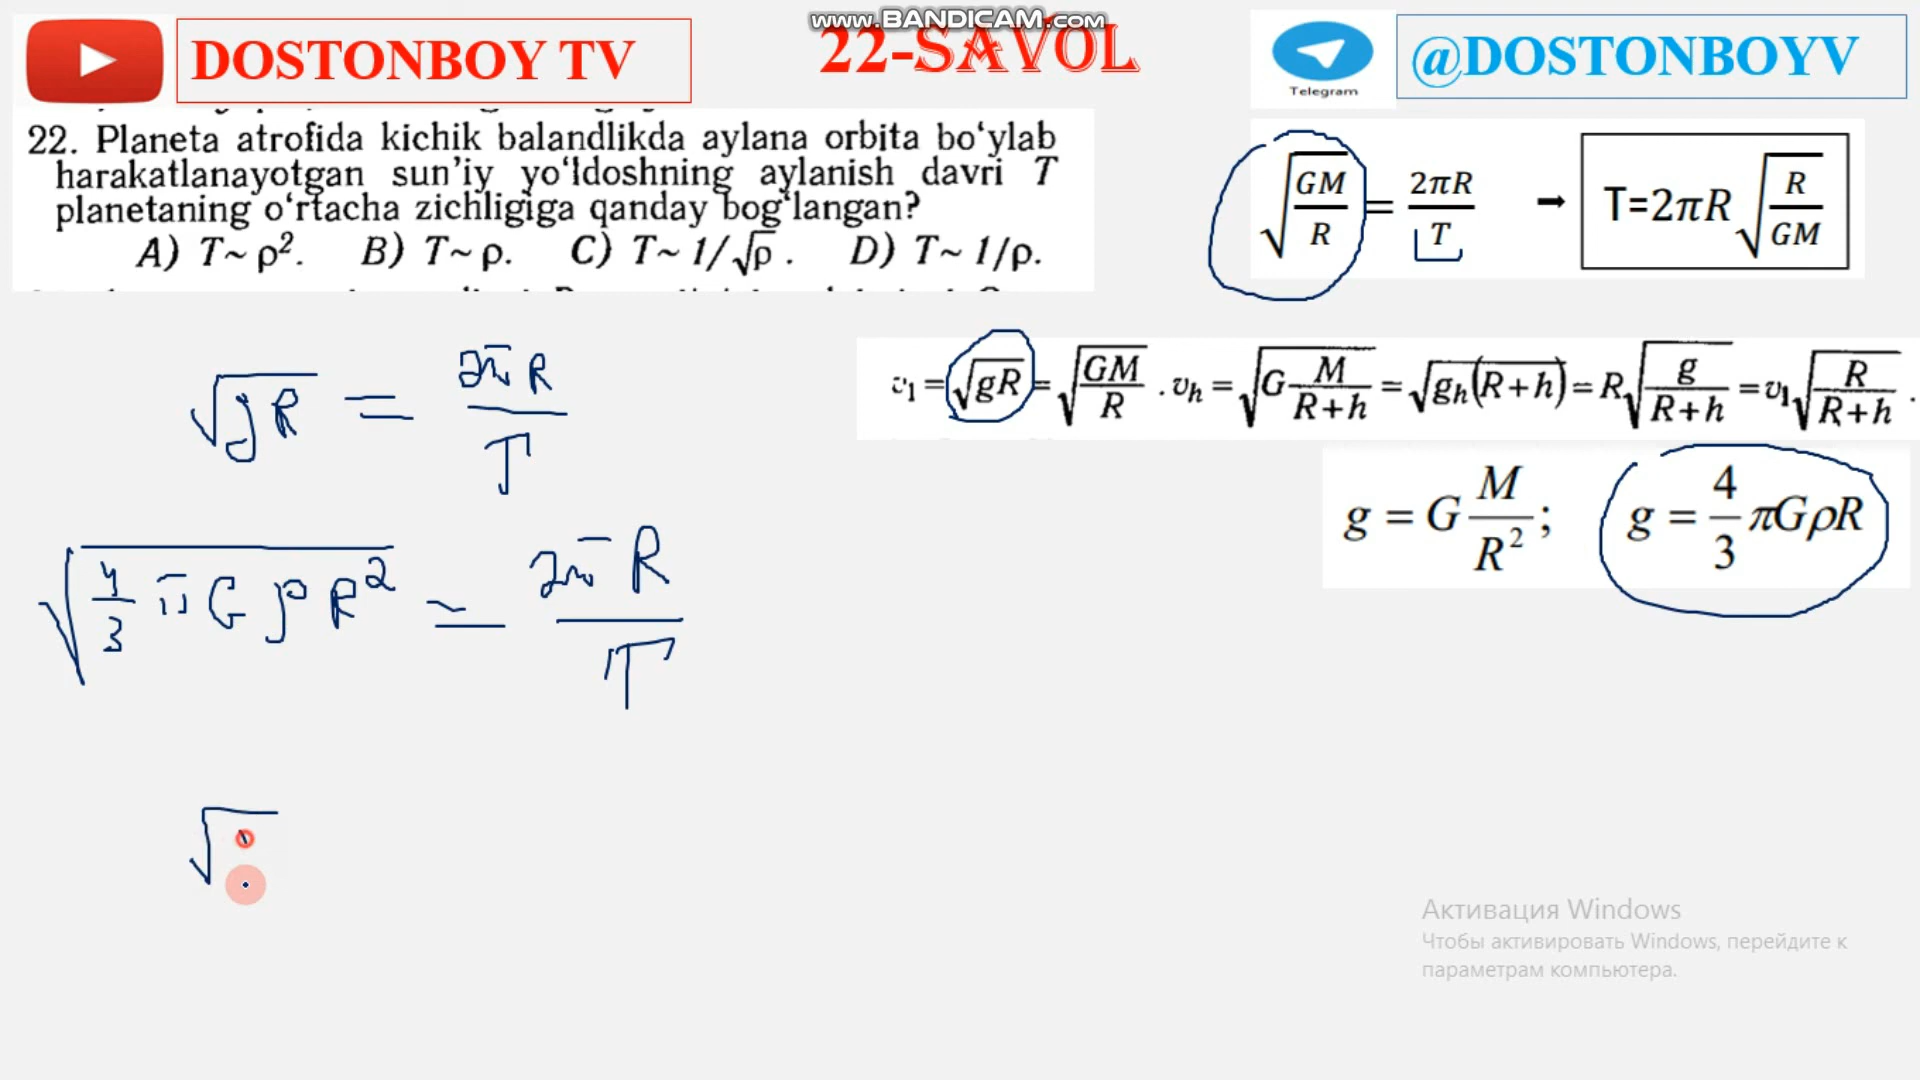 www.BANDICAM.com
DOSTONBOY TV
22-SAVOL
Telegram
@DOSTONBOYV
22. Planeta atrofida kichik balandlikda aylana orbita bo‘ylab
harakatlanayotgan sun’iy yo‘ldoshning aylanish davri T
planetaning o‘rtacha zichligiga qanday bog‘langan?
A) T~ρ². B) T~ρ. C) T~1/√ρ. D) T~1/ρ.
√(GM/R) = 2πR/T → T=2πR√(R/GM)
υ₁ = √gR = √(GM/R). υₕ = √(G M/(R+h)) = √(gₕ(R+h)) = R√(g/(R+h)) = υ₁√(R/(R+h)).
g = G M/R²; g = 4/3 πGρR
√gR = 2πR/T
√(4/3 πGρR²) = 2πR/T
√
Активация Windows
Чтобы активировать Windows, перейдите к
параметрам компьютера.